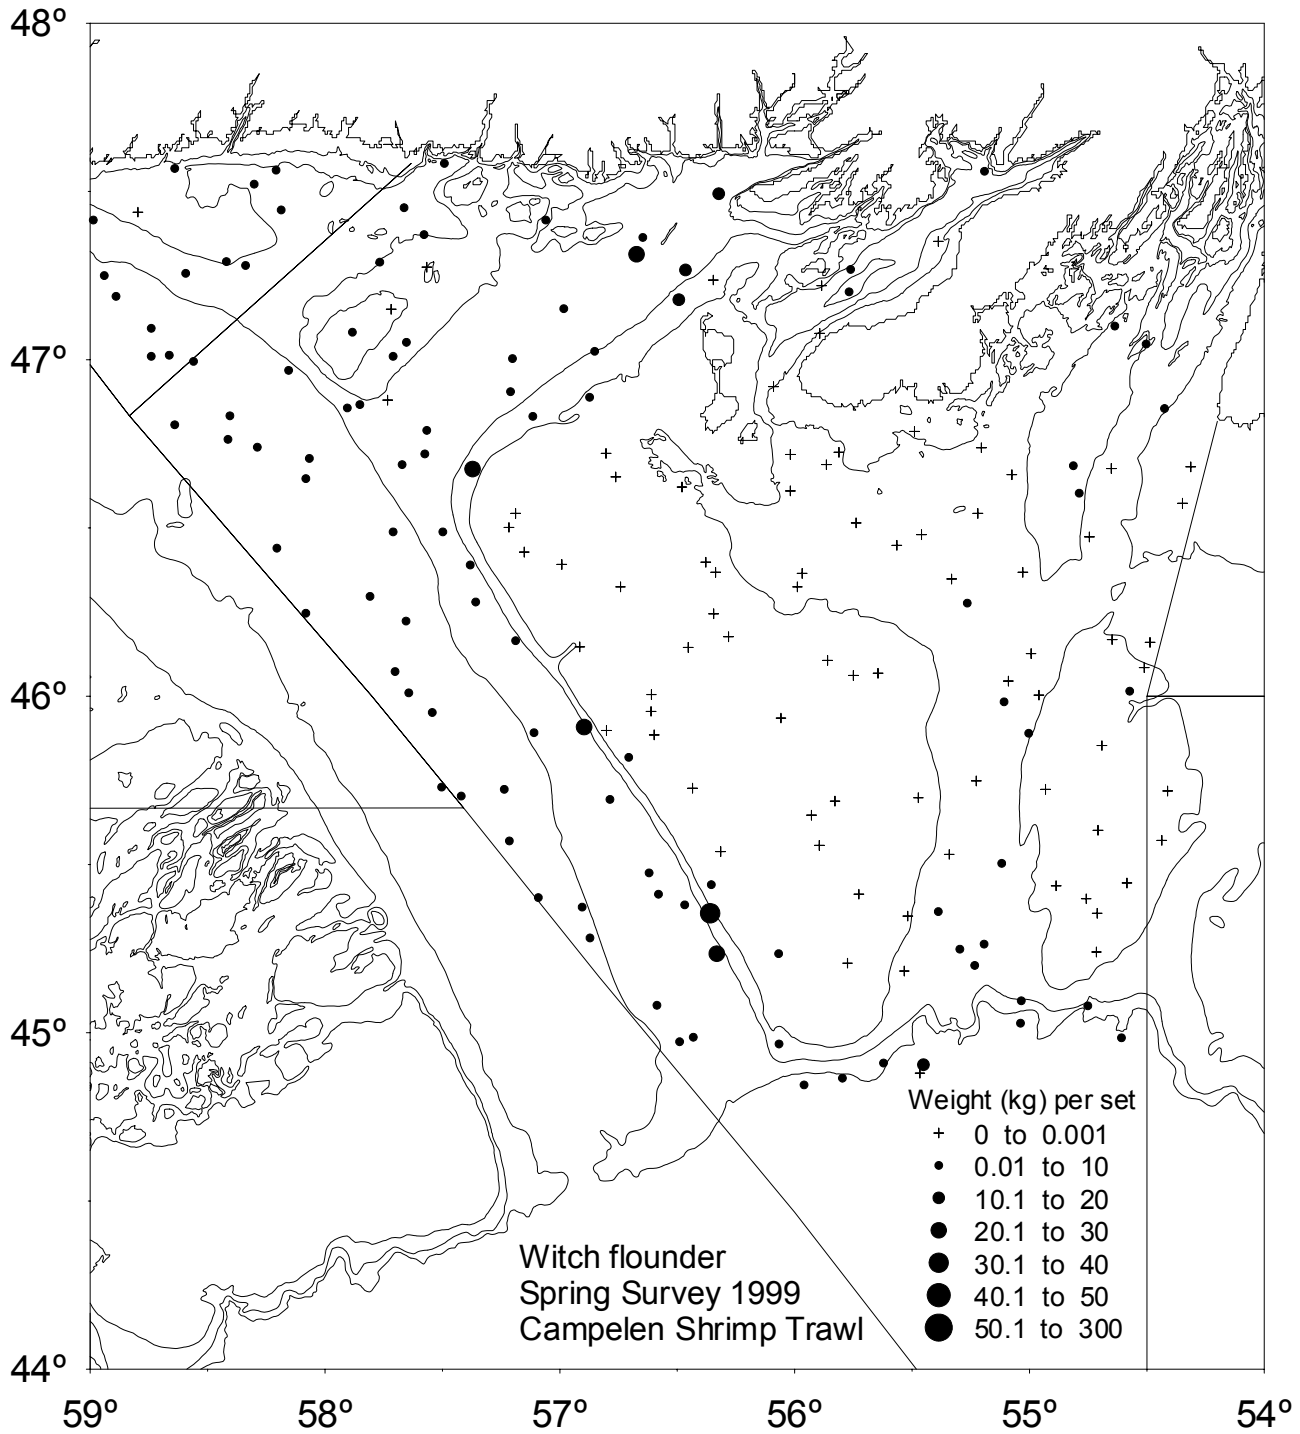 48º
47º
46º
45º
44º
Weight (kg) per set
0 to 0.001
0.01 to 10
10.1 to 20
20.1 to 30
30.1 to 40
40.1 to 50
50.1 to 300
Witch flounder
Spring Survey 1999
Campelen Shrimp Trawl
59º 58º 57º 56º 55º 54º